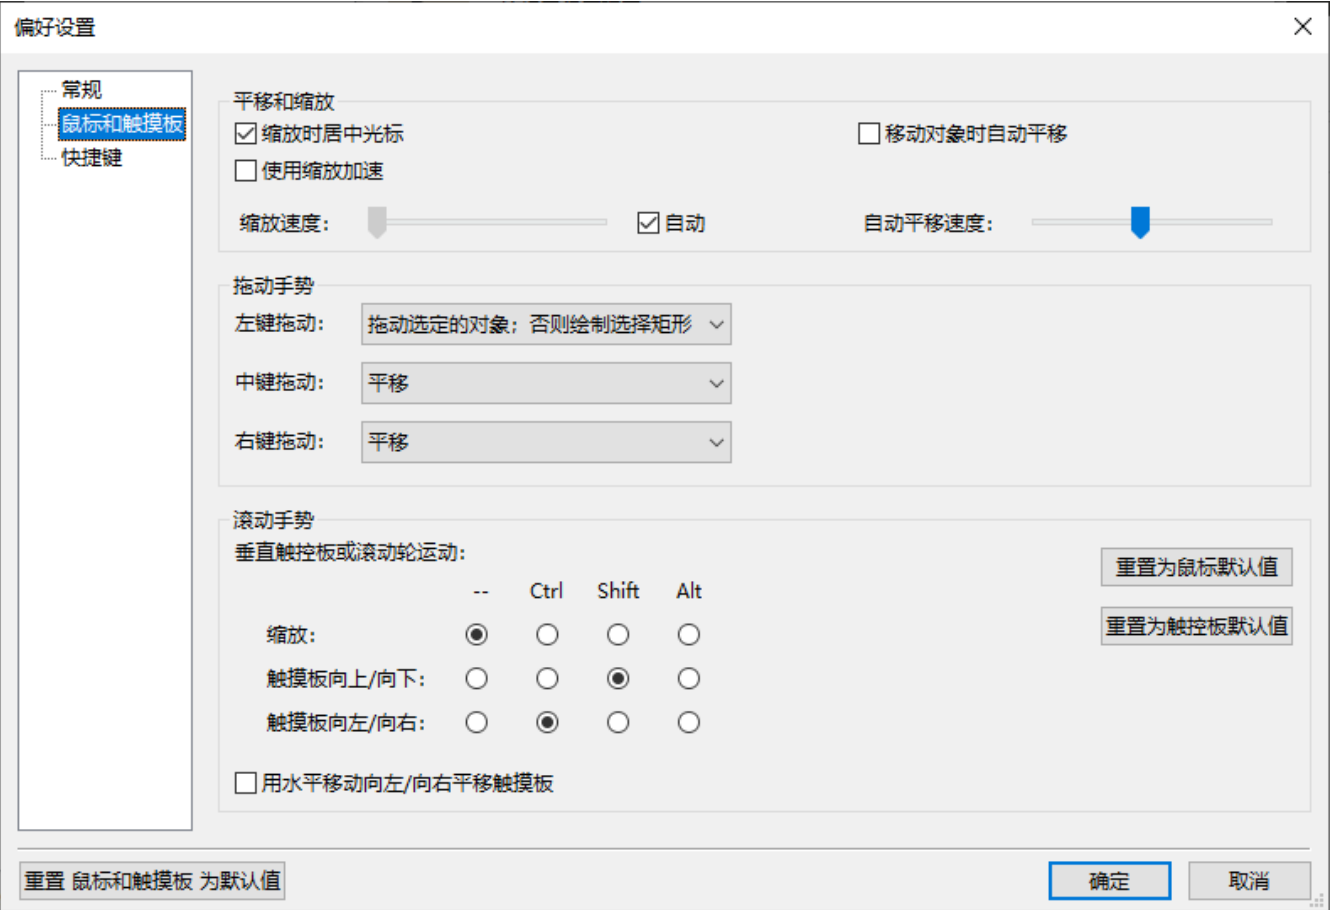 偏好设置
常规
鼠标和触摸板
快捷键
平移和缩放
缩放时居中光标
移动对象时自动平移
使用缩放加速
缩放速度:
自动
自动平移速度:
拖动手势
左键拖动:
拖动选定的对象；否则绘制选择矩形
中键拖动:
平移
右键拖动:
平移
滚动手势
垂直触控板或滚动轮运动:
重置为鼠标默认值
-- Ctrl Shift Alt
重置为触控板默认值
缩放:
触摸板向上/向下:
触摸板向左/向右:
用水平移动向左/向右平移触摸板
重置 鼠标和触摸板 为默认值
确定
取消